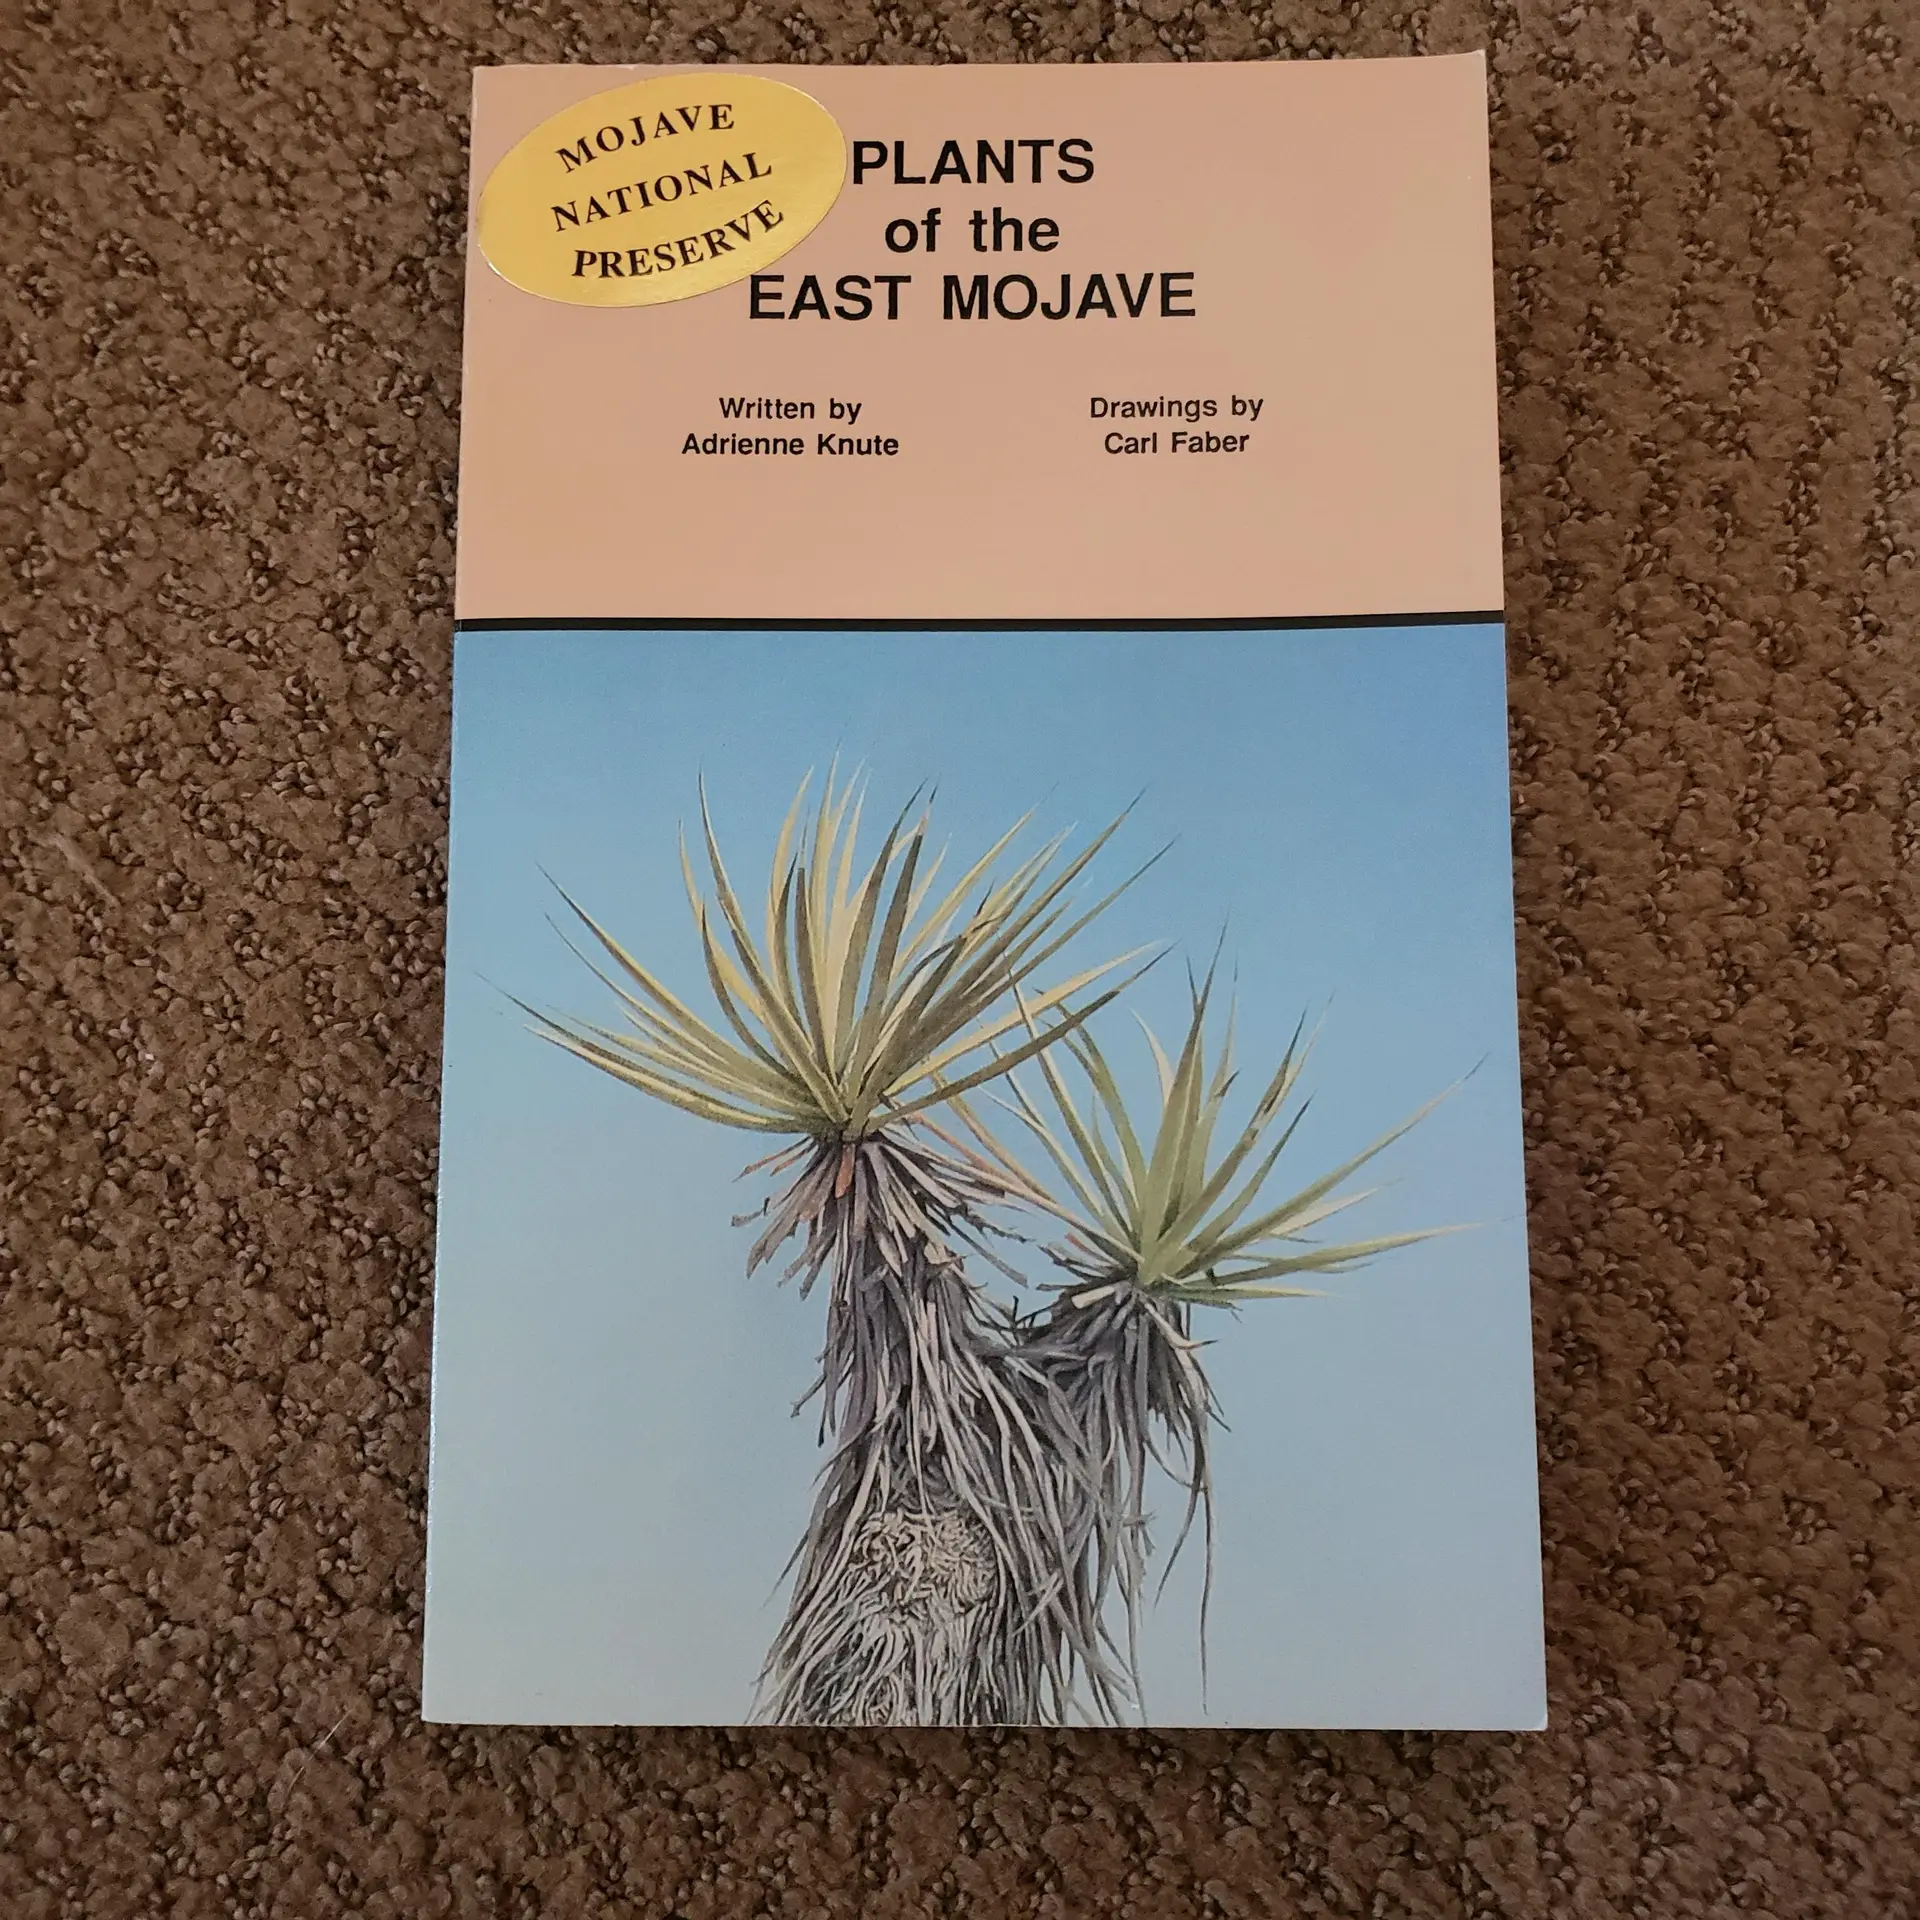 MOJAVE
NATIONAL
PRESERVE
PLANTS
of the
EAST MOJAVE
Written by
Adrienne Knute
Drawings by
Carl Faber